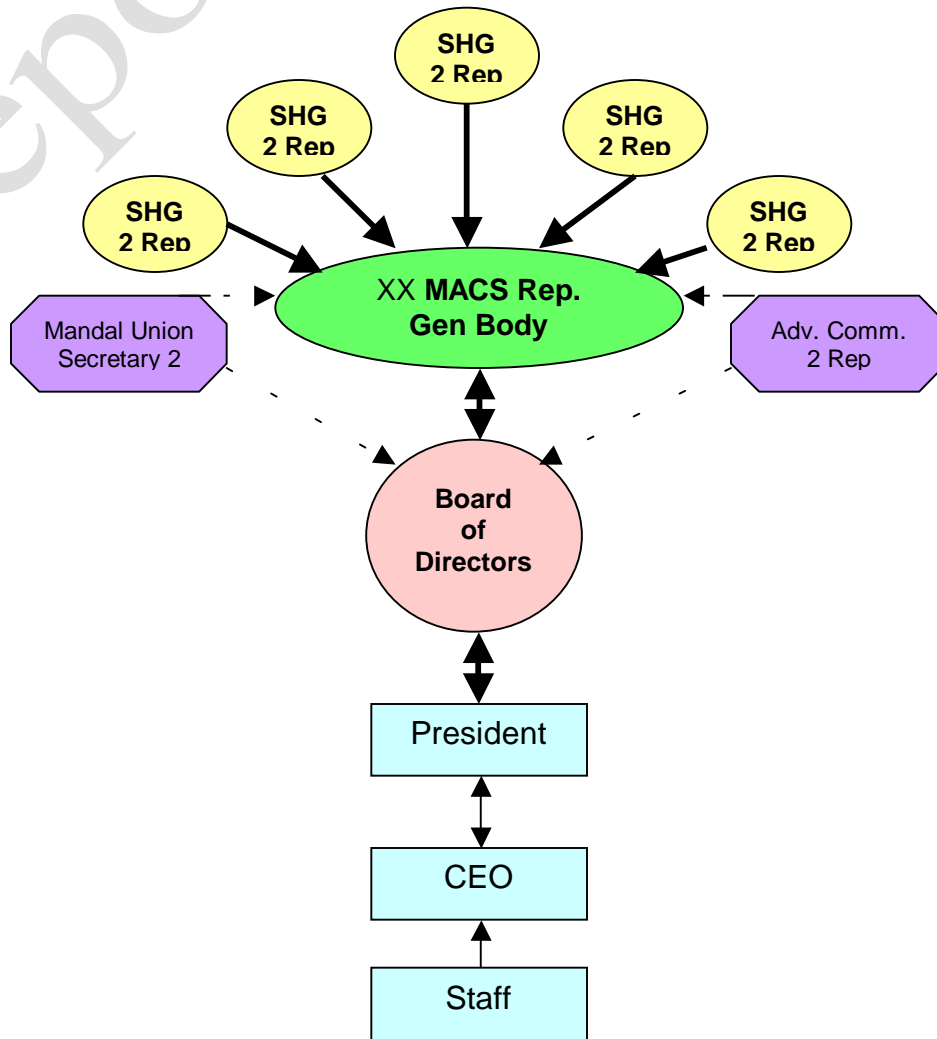 SHG
2 Rep
SHG
2 Rep
SHG
2 Rep
SHG
2 Rep
SHG
2 Rep
XX MACS Rep.
Gen Body
Mandal Union
Secretary 2
Adv. Comm.
2 Rep
Board
of
Directors
President
CEO
Staff